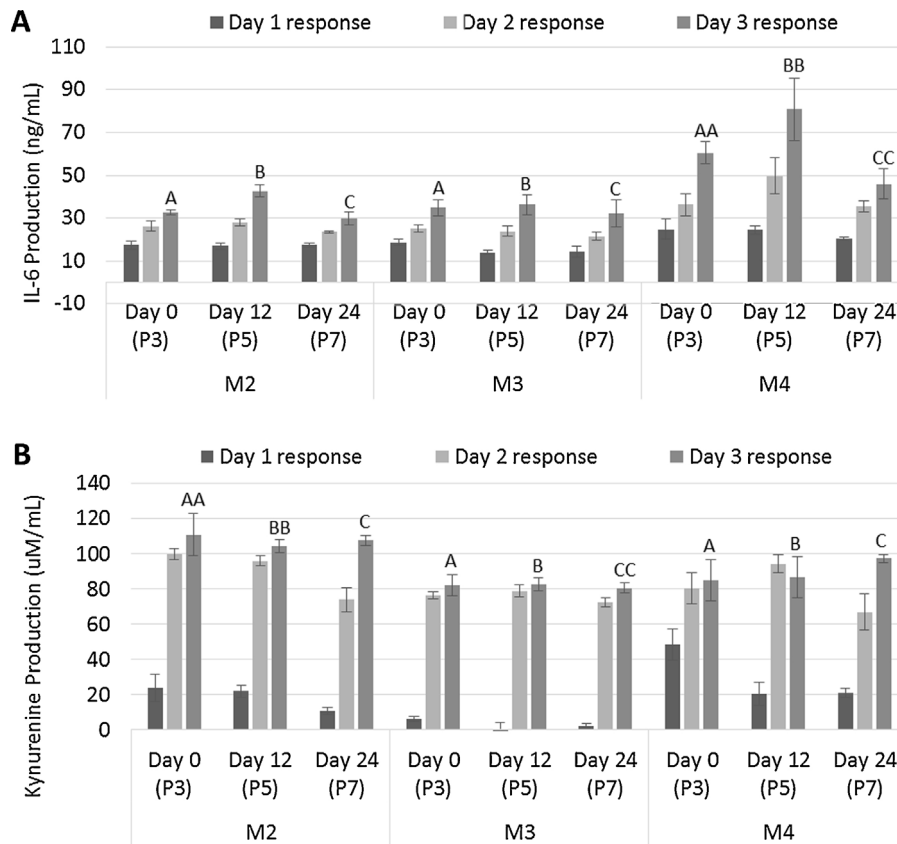 A
Day 1 response Day 2 response Day 3 response
IL-6 Production (ng/mL)
110
90
70
50
30
10
-10
A B C A B C AA BB CC
Day 0 Day 12 Day 24 Day 0 Day 12 Day 24 Day 0 Day 12 Day 24
(P3) (P5) (P7) (P3) (P5) (P7) (P3) (P5) (P7)
M2 M3 M4
B
Day 1 response Day 2 response Day 3 response
Kynurenine Production (uM/mL)
140
120
100
80
60
40
20
0
AA BB C A B CC A B C
Day 0 Day 12 Day 24 Day 0 Day 12 Day 24 Day 0 Day 12 Day 24
(P3) (P5) (P7) (P3) (P5) (P7) (P3) (P5) (P7)
M2 M3 M4